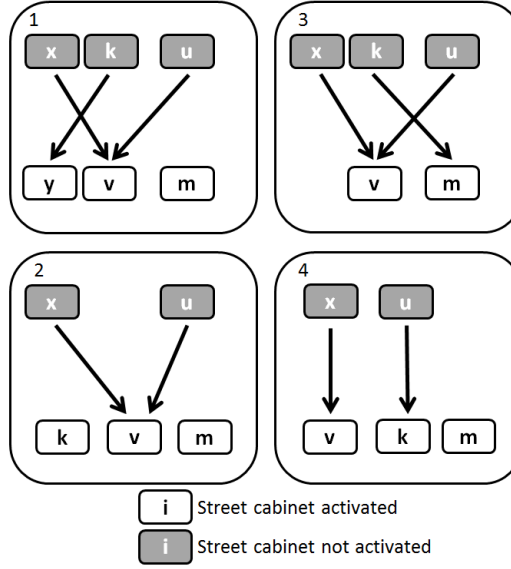 1
x k u
y v m
3
x k u
v m
2
x u
k v m
4
x u
v k m
i Street cabinet activated
i Street cabinet not activated